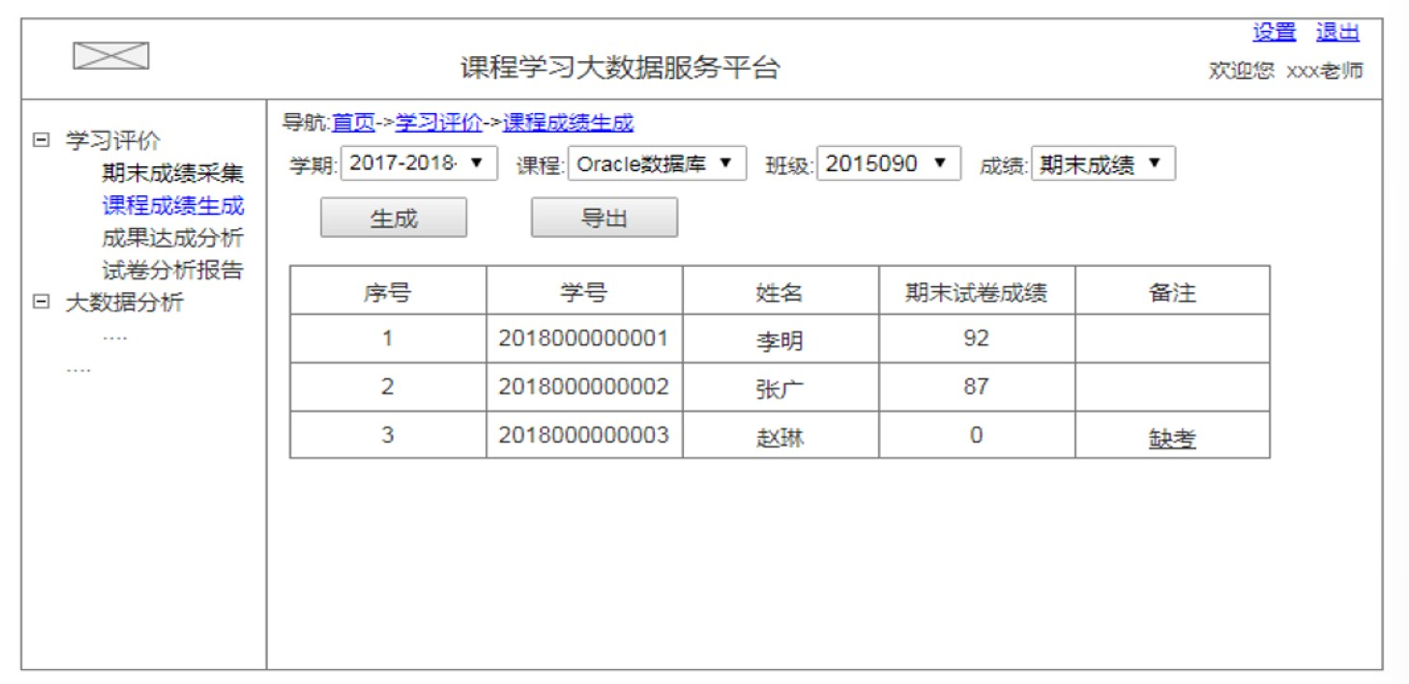 设置 退出
课程学习大数据服务平台
欢迎您 xxx老师
学习评价
期末成绩采集
课程成绩生成
成果达成分析
试卷分析报告
大数据分析
....
....
导航:首页->学习评价->课程成绩生成
学期: 2017-2018- ▼ 课程: Oracle数据库 ▼ 班级: 2015090 ▼ 成绩: 期末成绩 ▼
生成 导出
序号 学号 姓名 期末试卷成绩 备注
1 2018000000001 李明 92
2 2018000000002 张广 87
3 2018000000003 赵琳 0 缺考